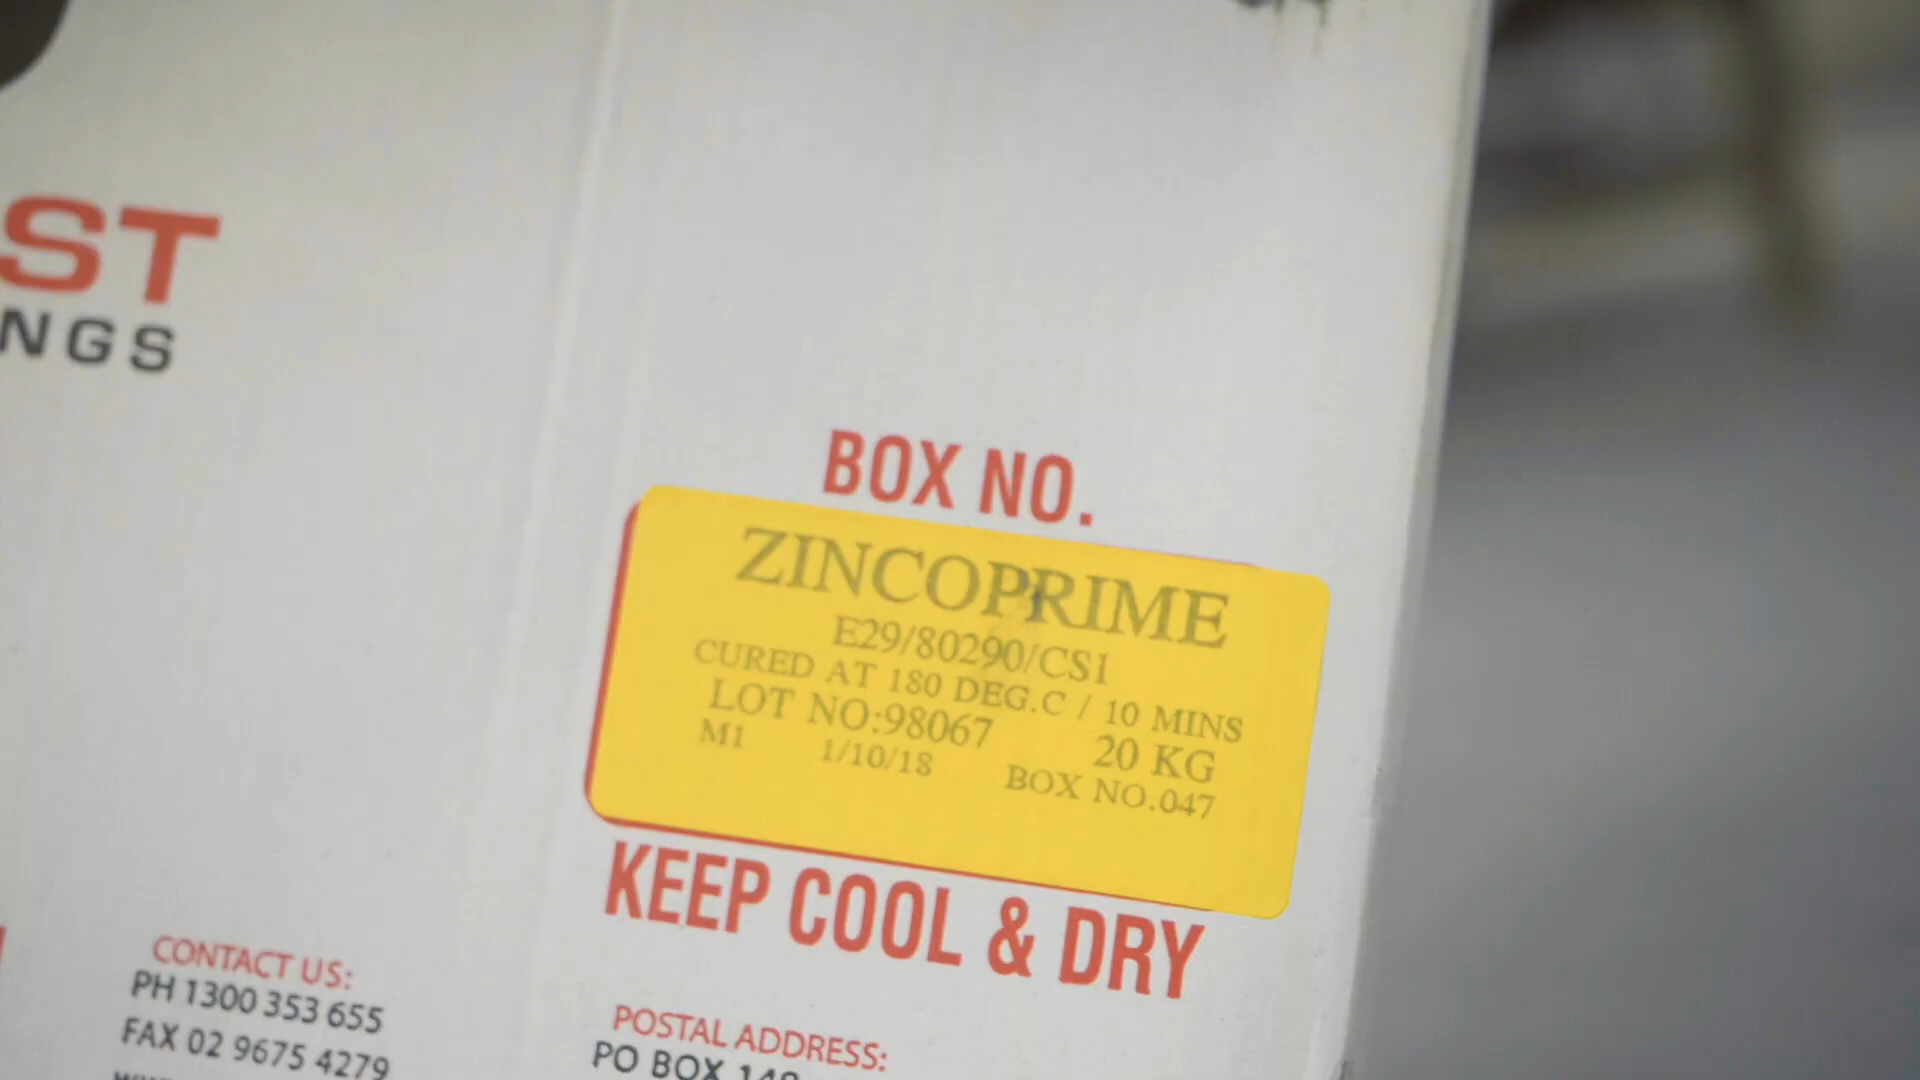 ST
NGS
BOX NO.
ZINCOPRIME
E29/80290/CS1
CURED AT 180 DEG.C / 10 MINS
LOT NO:98067 20 KG
M1 1/10/18 BOX NO.047
KEEP COOL & DRY
CONTACT US:
PH 1300 353 655
FAX 02 9675 4279
POSTAL ADDRESS:
PO BOX